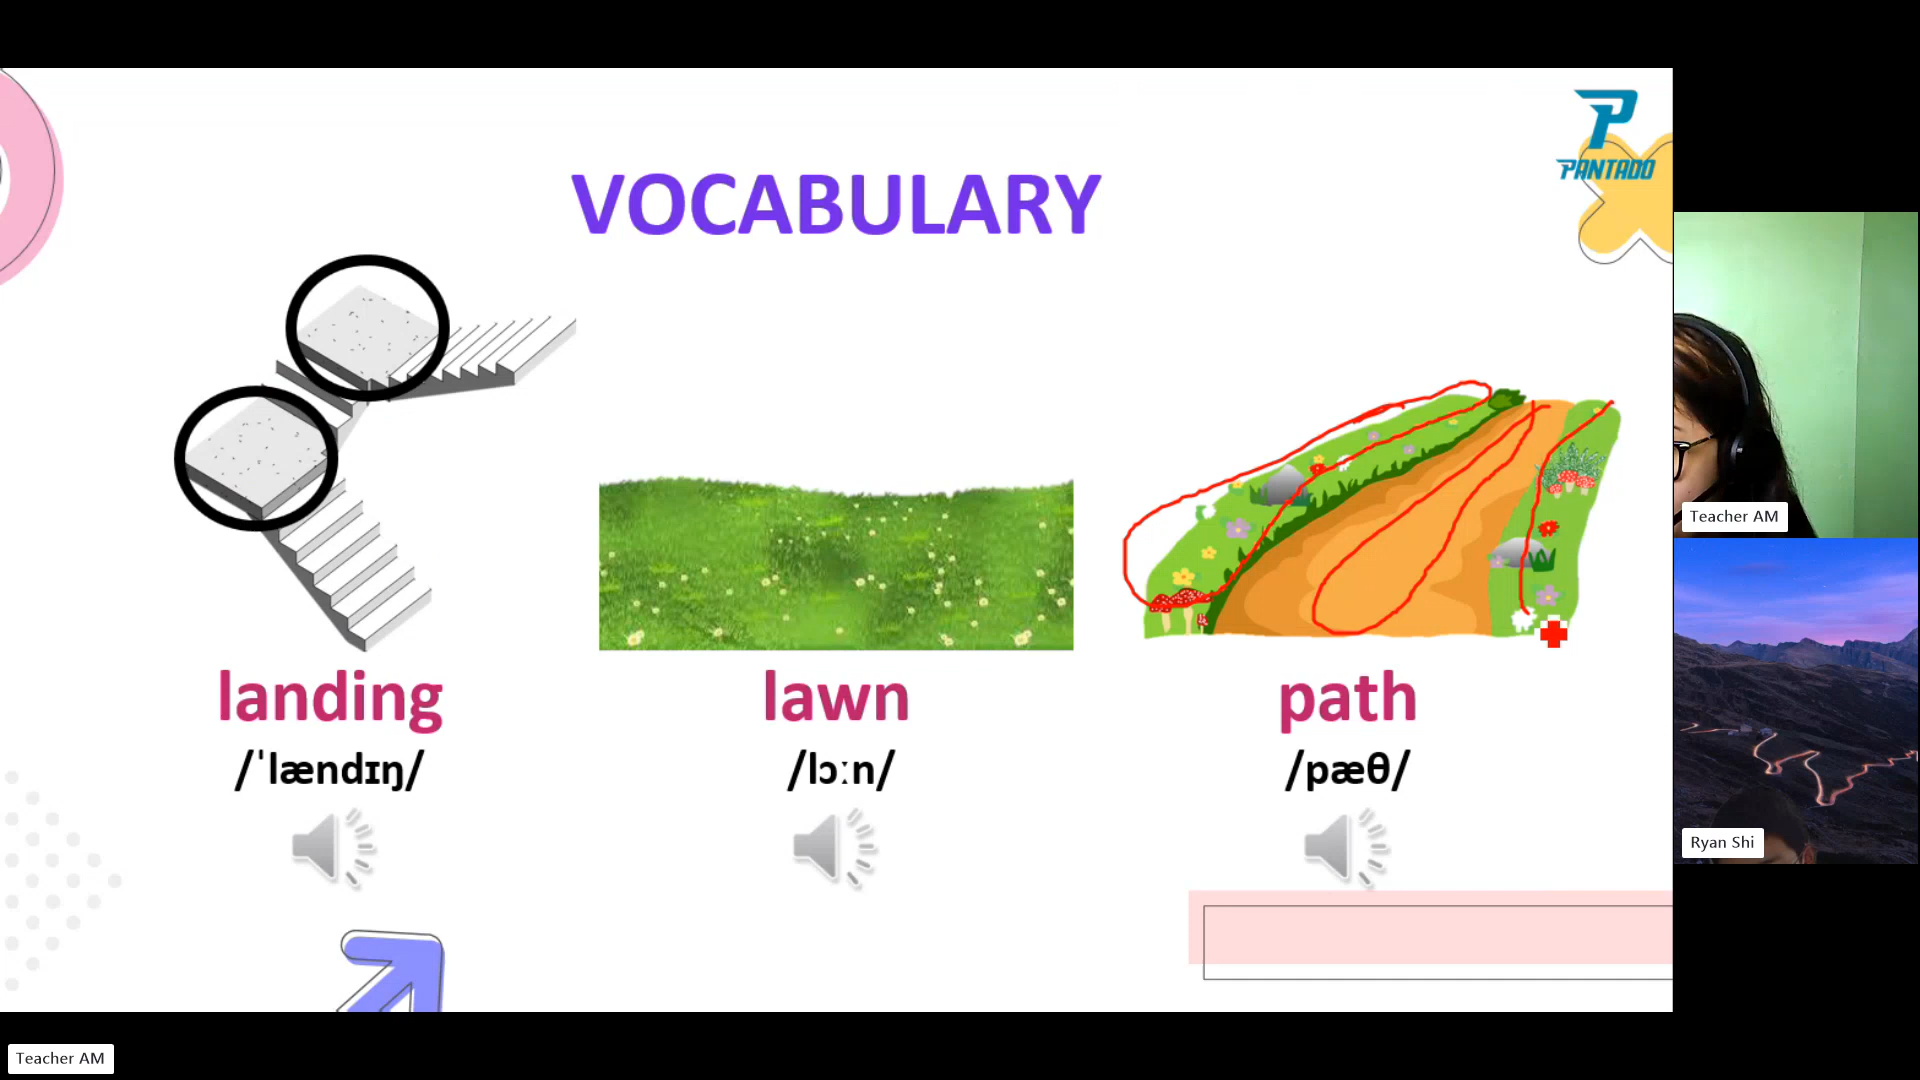 PANTADO
VOCABULARY
landing
lawn
path
/ˈlændɪŋ/
/lɔːn/
/pæθ/
Teacher AM
Ryan Shi
Teacher AM